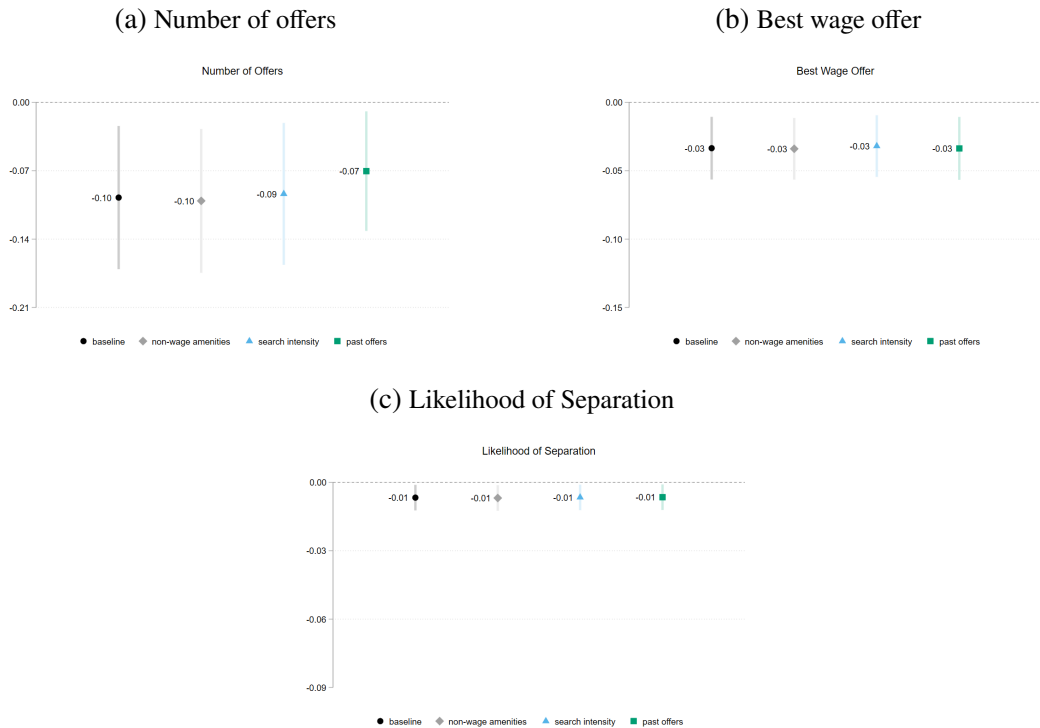 (a) Number of offers
Number of Offers
0.00
-0.07
-0.14
-0.21
-0.10
-0.10
-0.09
-0.07
baseline non-wage amenities search intensity past offers
(b) Best wage offer
Best Wage Offer
0.00
-0.05
-0.10
-0.15
-0.03
-0.03
-0.03
-0.03
baseline non-wage amenities search intensity past offers
(c) Likelihood of Separation
Likelihood of Separation
0.00
-0.03
-0.06
-0.09
-0.01
-0.01
-0.01
-0.01
baseline non-wage amenities search intensity past offers